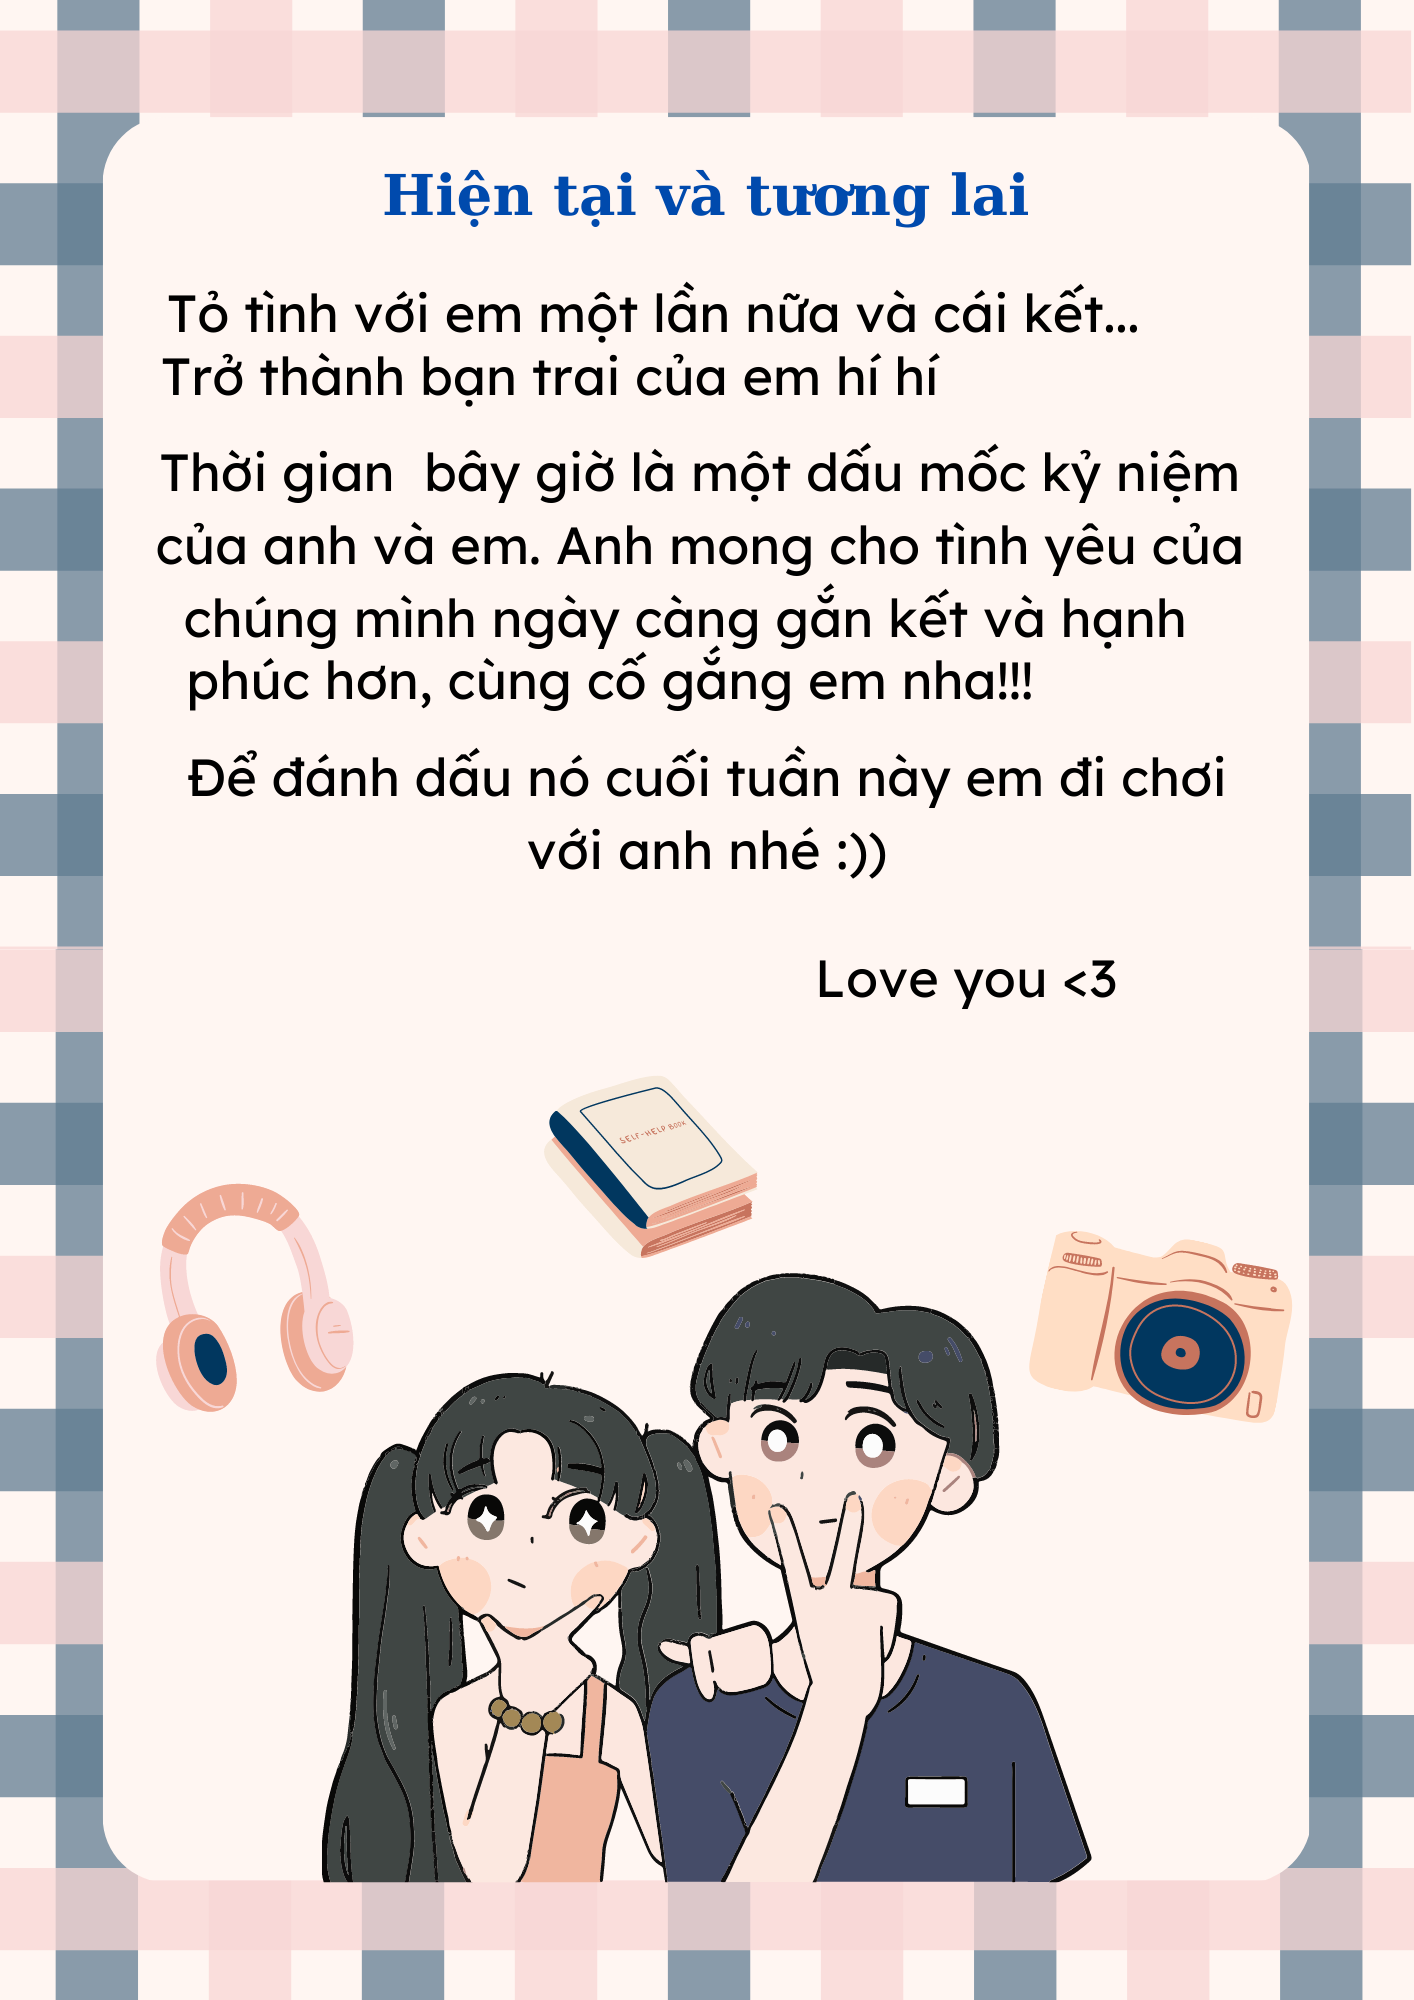 Hiện tại và tương lai
Tỏ tình với em một lần nữa và cái kết...
Trở thành bạn trai của em hí hí
Thời gian  bây giờ là một dấu mốc kỷ niệm
của anh và em. Anh mong cho tình yêu của
chúng mình ngày càng gắn kết và hạnh
phúc hơn, cùng cố gắng em nha!!!
Để đánh dấu nó cuối tuần này em đi chơi
với anh nhé :))
Love you <3
SELF-HELP BOOK